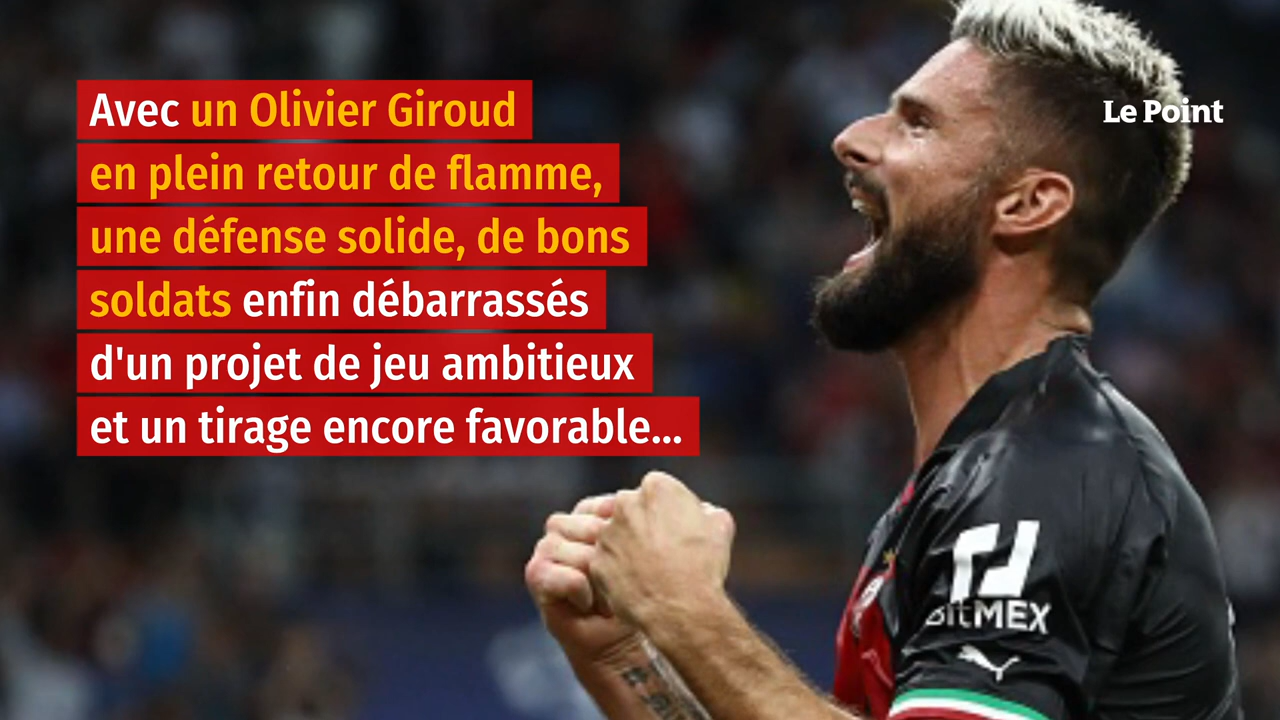 Avec un Olivier Giroud
en plein retour de flamme,
une défense solide, de bons
soldats enfin débarrassés
d'un projet de jeu ambitieux
et un tirage encore favorable...
Le Point
BitMEX